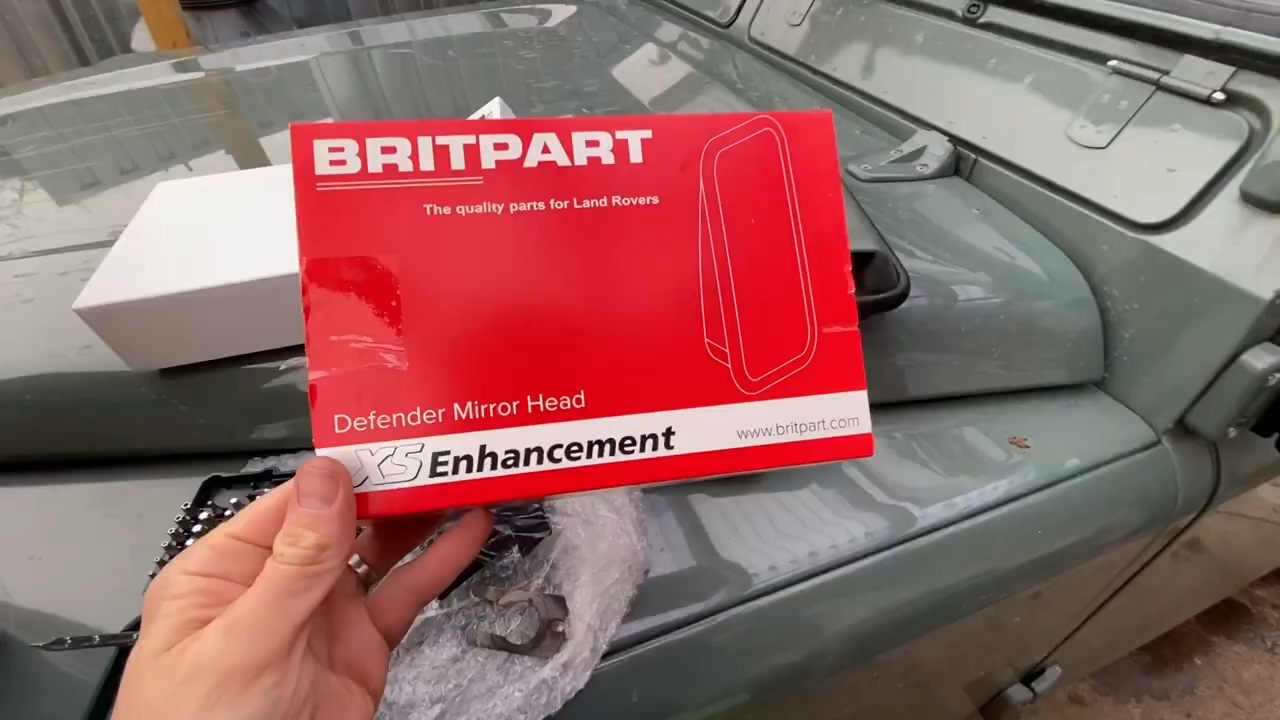 BRITPART
The quality parts for Land Rovers
Defender Mirror Head
XS Enhancement
www.britpart.com